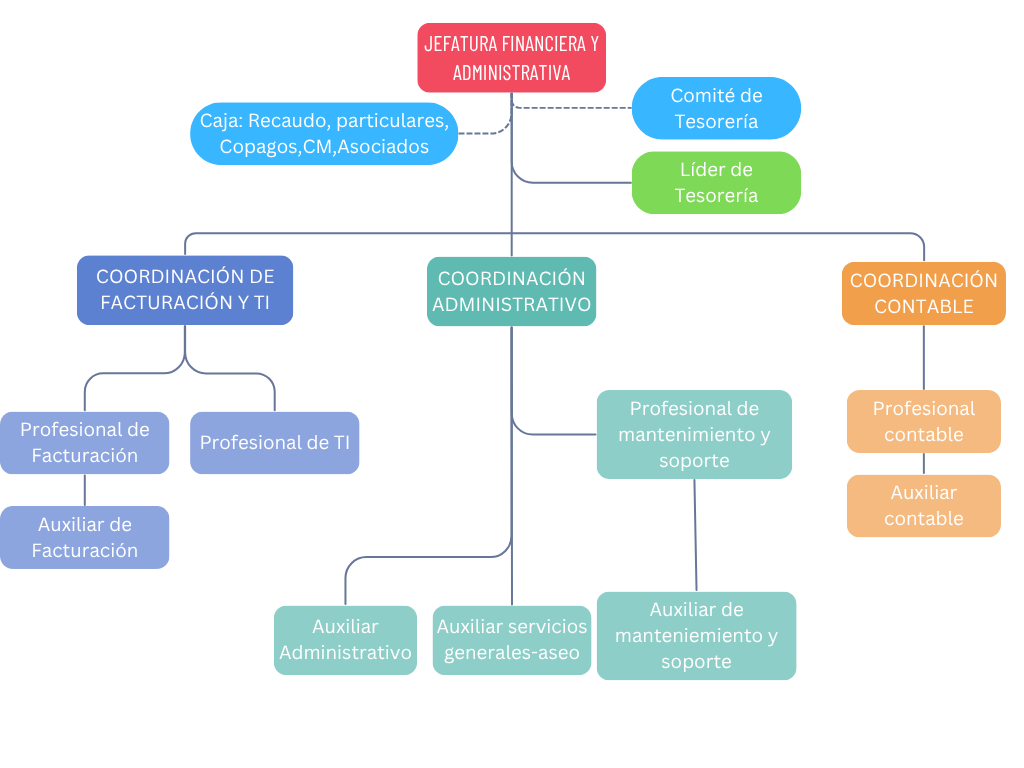 JEFATURA FINANCIERA Y
ADMINISTRATIVA
Comité de
Tesorería
Caja: Recaudo, particulares,
Copagos,CM,Asociados
Líder de
Tesorería
COORDINACIÓN DE
FACTURACIÓN Y TI
COORDINACIÓN
ADMINISTRATIVO
COORDINACIÓN
CONTABLE
Profesional de
Facturación
Profesional de TI
Profesional de
mantenimiento y
soporte
Profesional
contable
Auxiliar de
Facturación
Auxiliar
contable
Auxiliar
Administrativo
Auxiliar servicios
generales-aseo
Auxiliar de
manteniemiento y
soporte